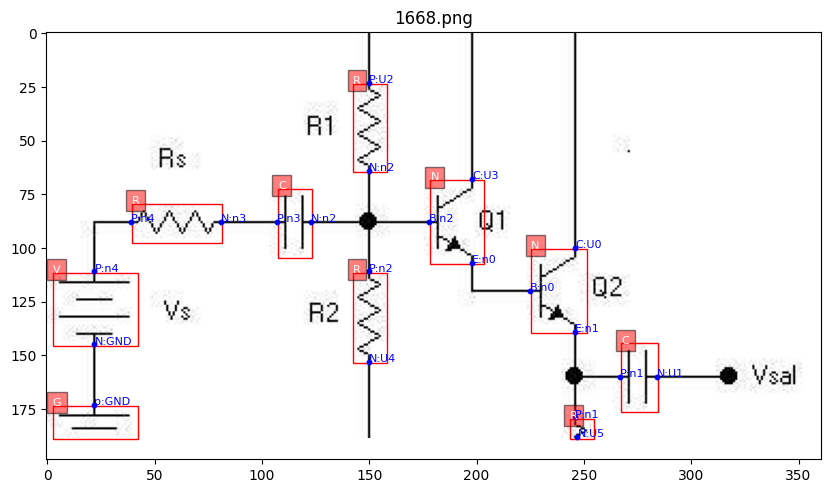 1668.png
0
25
50
75
100
125
150
175
R P:U2
R1
N:n2
Rs
R
P:n4
N:n3
C
P:n3
N:n2
N
C:U3
B:n2
Q1
E:n0
N
C:U0
B:n0
Q2
E:n1
V
P:n4
Vs
N:GND
R
P:n2
R2
N:U4
C
P:n1
N:U1
Vsal
G
p:GND
R
P:n1
N:U5
0 50 100 150 200 250 300 350